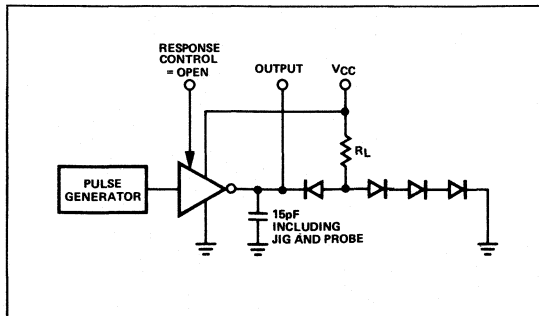 RESPONSE
CONTROL
= OPEN
OUTPUT
VCC
RL
PULSE
GENERATOR
15pF
INCLUDING
JIG AND PROBE